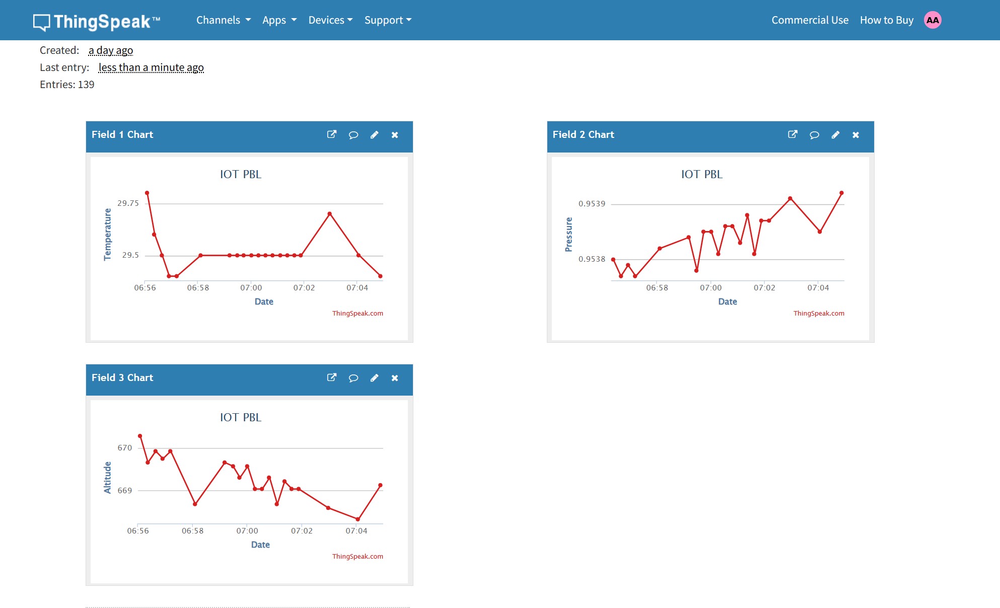 ThingSpeak™ Channels Apps Devices Support Commercial Use How to Buy AA
Created: a day ago
Last entry: less than a minute ago
Entries: 139
Field 1 Chart
IOT PBL
Temperature
29.75
29.5
06:56 06:58 07:00 07:02 07:04
Date
ThingSpeak.com
Field 2 Chart
IOT PBL
Pressure
0.9539
0.9538
06:58 07:00 07:02 07:04
Date
ThingSpeak.com
Field 3 Chart
IOT PBL
Altitude
670
669
06:56 06:58 07:00 07:02 07:04
Date
ThingSpeak.com